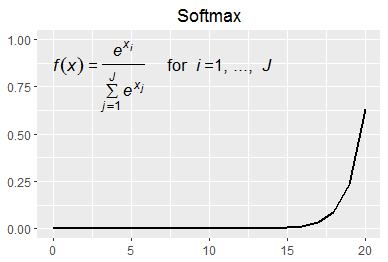 Softmax
1.00
f(x) = e^{x_i} / \sum_{j=1}^{J} e^{x_j} for i=1, ..., J
0.75
0.50
0.25
0.00
0 5 10 15 20